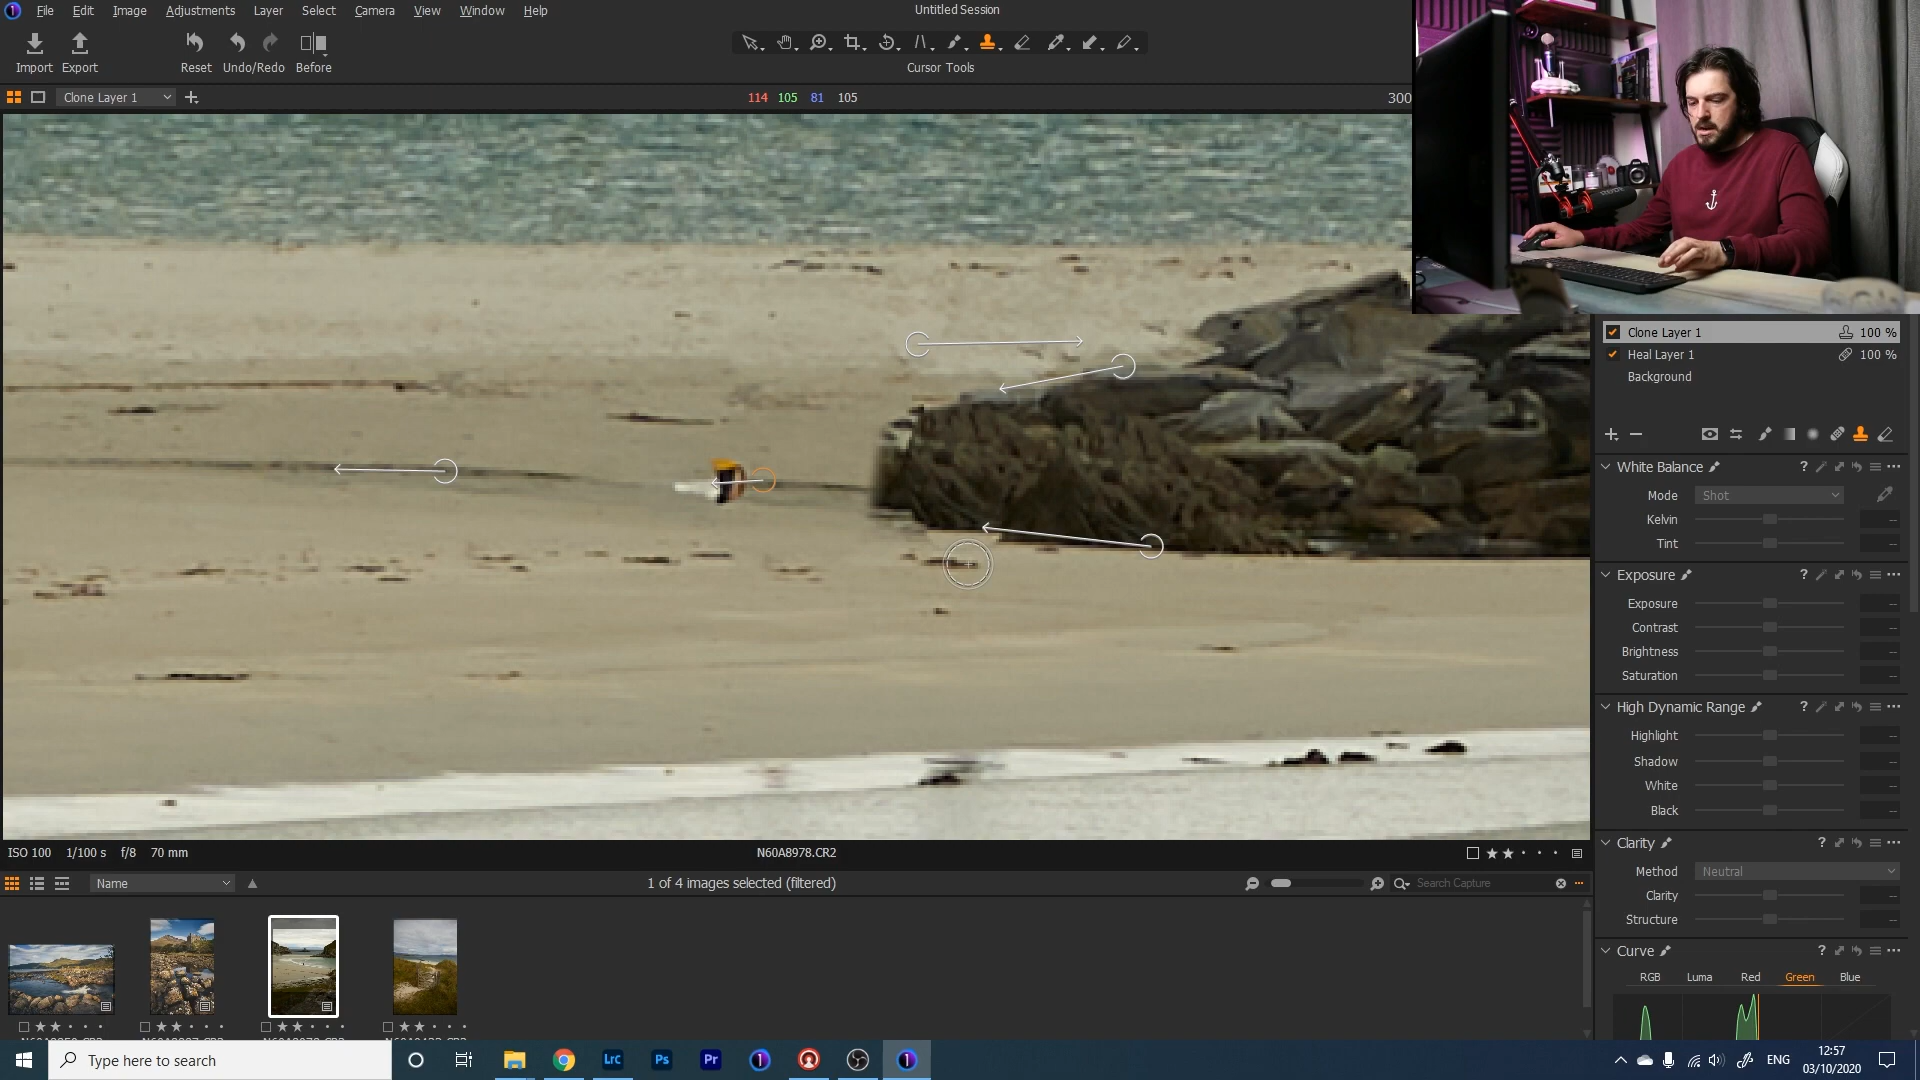 File Edit Image Adjustments Layer Select Camera View Window Help
Untitled Session
Import Export Reset Undo/Redo Before
Cursor Tools
Clone Layer 1
114 105 81 105
300
Clone Layer 1 100 %
Heal Layer 1 100 %
Background
White Balance
Mode Shot
Kelvin --
Tint --
Exposure
Exposure --
Contrast --
Brightness --
Saturation --
High Dynamic Range
Highlight --
Shadow --
White --
Black --
Clarity
Method Neutral
Clarity --
Structure --
Curve
RGB Luma Red Green Blue
ISO 100 1/100 s f/8 70 mm
N60A8978.CR2
Name
1 of 4 images selected (filtered)
Search Capture
Type here to search
LrC Ps Pr
ENG
12:57
03/10/2020